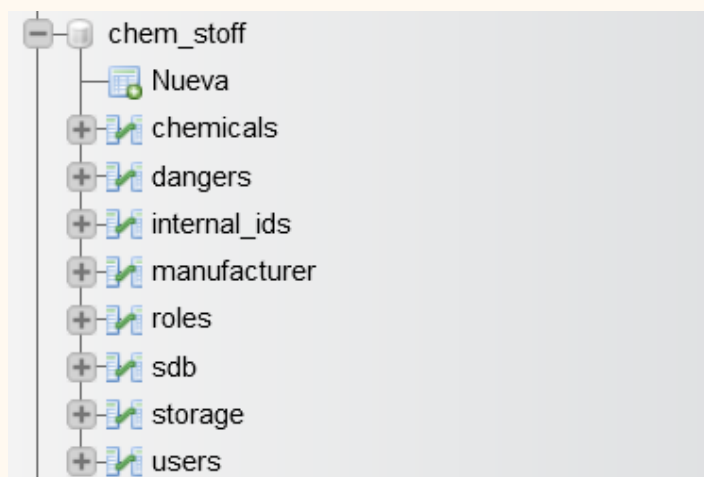 chem_stoff
Nueva
chemicals
dangers
internal_ids
manufacturer
roles
sdb
storage
users